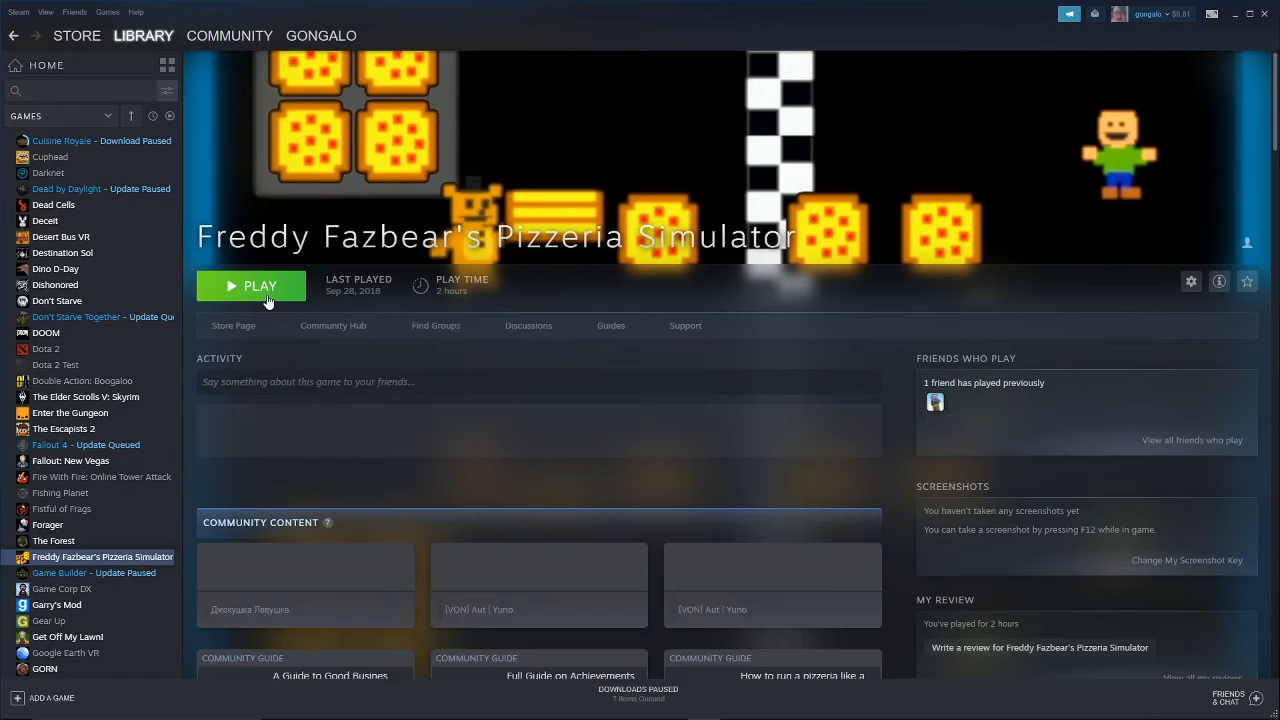 Steam View Friends Games Help
gongalo $0.81
STORE LIBRARY COMMUNITY GONGALO
HOME
GAMES
Cuisine Royale - Download Paused
Cuphead
Darknet
Dead by Daylight - Update Paused
Dead Cells
Deceit
Desert Bus VR
Destination Sol
Dino D-Day
Dishonored
Don't Starve
Don't Starve Together - Update Que
DOOM
Dota 2
Dota 2 Test
Double Action: Boogaloo
The Elder Scrolls V: Skyrim
Enter the Gungeon
The Escapists 2
Fallout 4 - Update Queued
Fallout: New Vegas
Fire With Fire: Online Tower Attack
Fishing Planet
Fistful of Frags
Forager
The Forest
Freddy Fazbear's Pizzeria Simulator
Game Builder - Update Paused
Game Corp DX
Garry's Mod
Gear Up
Get Off My Lawn!
Google Earth VR
GORN
ADD A GAME
Freddy Fazbear's Pizzeria Simulator
PLAY
LAST PLAYED
Sep 28, 2018
PLAY TIME
2 hours
Store Page Community Hub Find Groups Discussions Guides Support
ACTIVITY
Say something about this game to your friends...
COMMUNITY CONTENT ?
Джокушка Ловушка
[VON] Aut | Yuno
[VON] Aut | Yuno
COMMUNITY GUIDE
A Guide to Good Busines
COMMUNITY GUIDE
Full Guide on Achievements
COMMUNITY GUIDE
How to run a pizzeria like a
FRIENDS WHO PLAY
1 friend has played previously
View all friends who play
SCREENSHOTS
You haven't taken any screenshots yet
You can take a screenshot by pressing F12 while in game.
Change My Screenshot Key
MY REVIEW
You've played for 2 hours
Write a review for Freddy Fazbear's Pizzeria Simulator
View all my reviews
DOWNLOADS PAUSED
7 Items Queued
FRIENDS
& CHAT